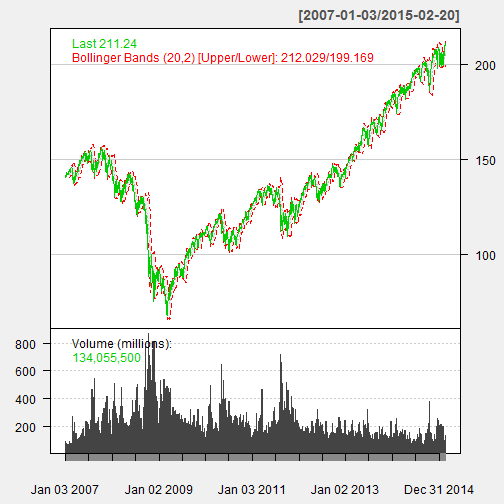 [2007-01-03/2015-02-20]
Last 211.24
Bollinger Bands (20,2) [Upper/Lower]: 212.029/199.169
200
150
100
Volume (millions):
134,055,500
800
600
400
200
Jan 03 2007
Jan 02 2009
Jan 03 2011
Jan 02 2013
Dec 31 2014